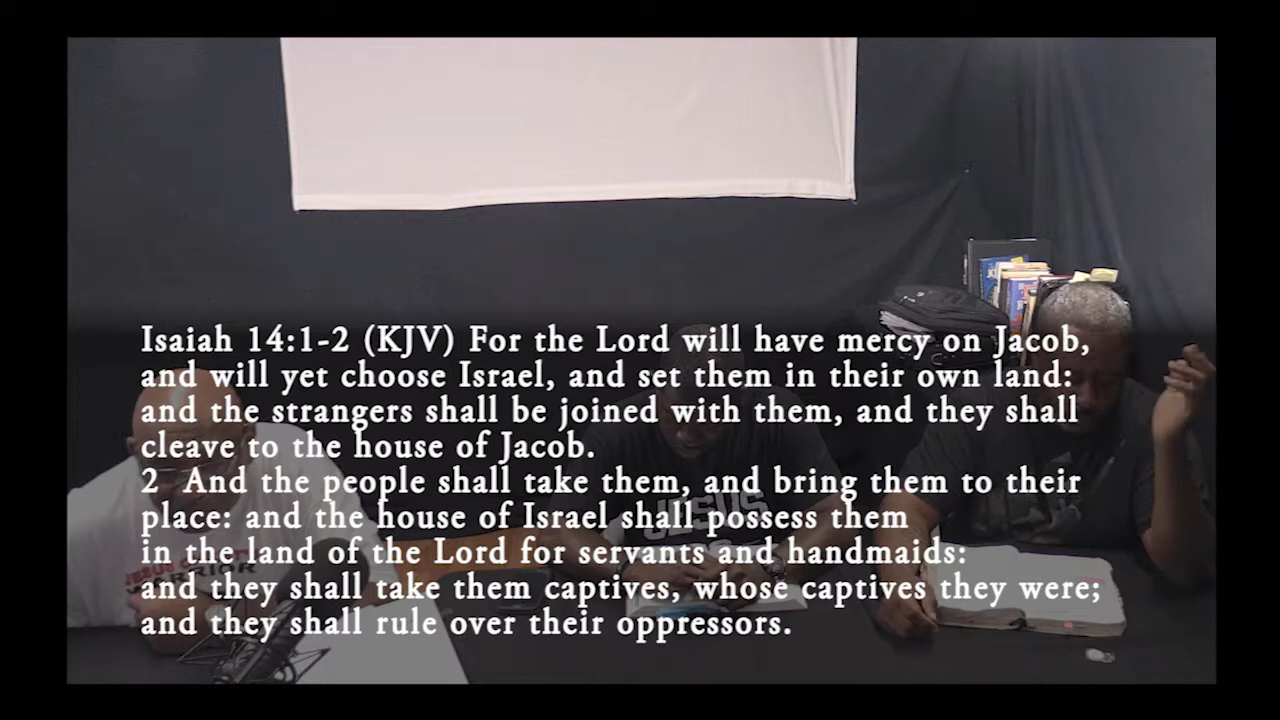 Isaiah 14:1-2 (KJV) For the Lord will have mercy on Jacob,
and will yet choose Israel, and set them in their own land:
and the strangers shall be joined with them, and they shall
cleave to the house of Jacob.
2 And the people shall take them, and bring them to their
place: and the house of Israel shall possess them
in the land of the Lord for servants and handmaids:
and they shall take them captives, whose captives they were;
and they shall rule over their oppressors.
JESUS